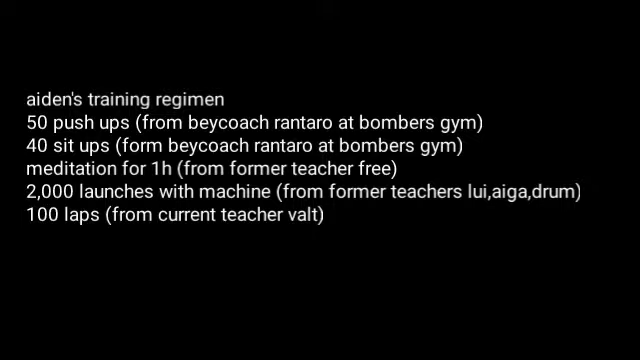 aiden's training regimen
50 push ups (from beycoach rantaro at bombers gym)
40 sit ups (form beycoach rantaro at bombers gym)
meditation for 1h (from former teacher free)
2,000 launches with machine (from former teachers lui,aiga,drum)
100 laps (from current teacher valt)